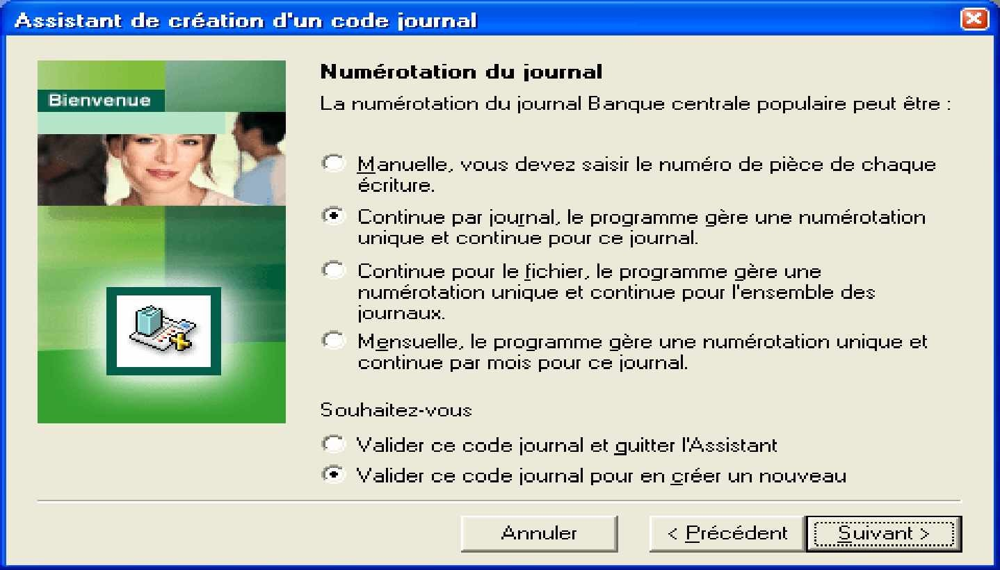 Assistant de création d'un code journal
Bienvenue
Numérotation du journal
La numérotation du journal Banque centrale populaire peut être :
Manuelle, vous devez saisir le numéro de pièce de chaque
écriture.
Continue par journal, le programme gère une numérotation
unique et continue pour ce journal.
Continue pour le fichier, le programme gère une
numérotation unique et continue pour l'ensemble des
journaux.
Mensuelle, le programme gère une numérotation unique et
continue par mois pour ce journal.
Souhaitez-vous
Valider ce code journal et quitter l'Assistant
Valider ce code journal pour en créer un nouveau
Annuler
< Précédent
Suivant >